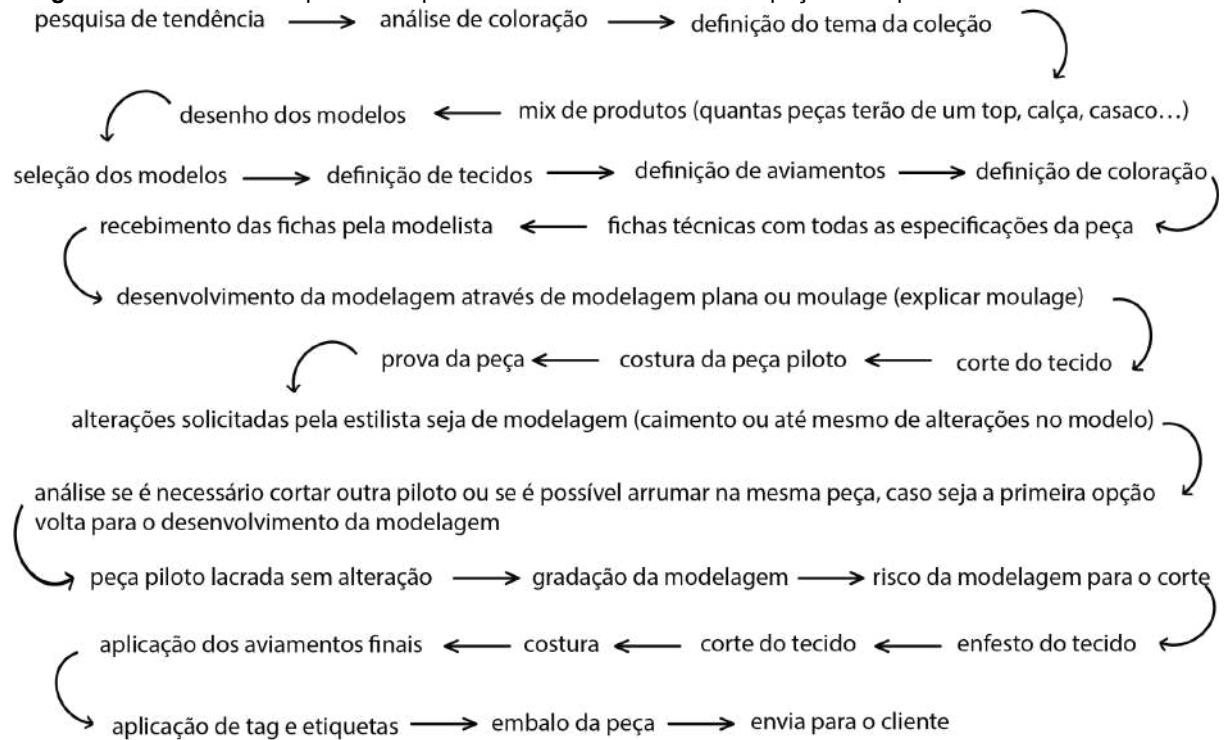 pesquisa de tendência → análise de coloração → definição do tema da coleção
desenho dos modelos ← mix de produtos (quantas peças terão de um top, calça, casaco...)
seleção dos modelos → definição de tecidos → definição de aviamentos → definição de coloração
recebimento das fichas pela modelista ← fichas técnicas com todas as especificações da peça
desenvolvimento da modelagem através de modelagem plana ou moulage (explicar moulage)
prova da peça ← costura da peça piloto ← corte do tecido
alterações solicitadas pela estilista seja de modelagem (caimento ou até mesmo de alterações no modelo)
análise se é necessário cortar outra piloto ou se é possível arrumar na mesma peça, caso seja a primeira opção
volta para o desenvolvimento da modelagem
peça piloto lacrada sem alteração → gradação da modelagem → risco da modelagem para o corte
aplicação dos aviamentos finais ← costura ← corte do tecido ← enfesto do tecido
aplicação de tag e etiquetas → embalo da peça → envia para o cliente